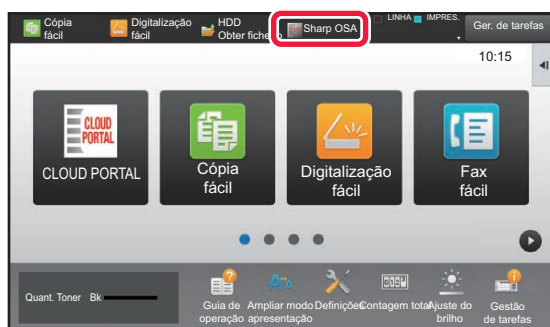 Cópia fácil
Digitalização fácil
HDD
Obter fiche o
Sharp OSA
LINHA
IMPRES.
Ger. de tarefas
10:15
CLOUD PORTAL
CLOUD PORTAL
Cópia fácil
Digitalização fácil
Fax fácil
Quant. Toner Bk
Guia de operação
Ampliar modo apresentação
Definições
Contagem total
Ajuste do brilho
Gestão de tarefas